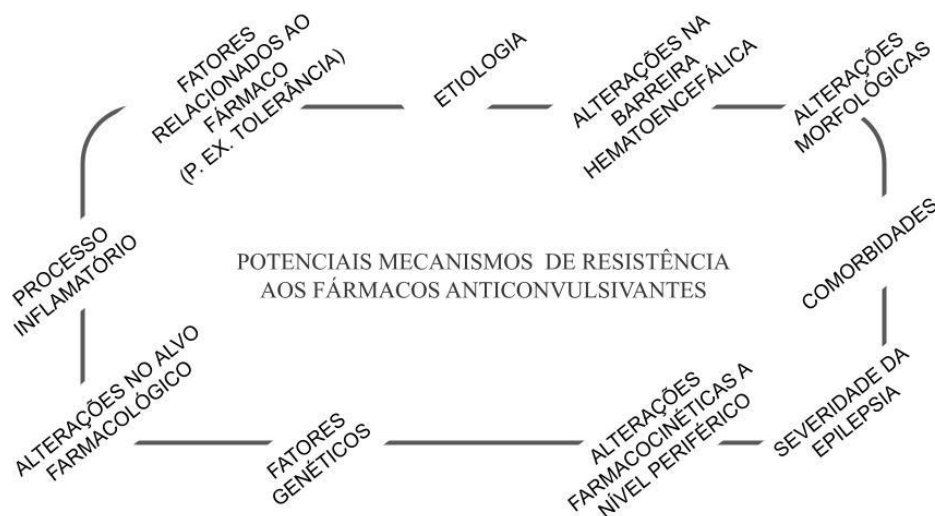 FATORES
RELACIONADOS AO
FÁRMACO
(P. EX. TOLERÂNCIA)
ETIOLOGIA
ALTERAÇÕES NA
BARREIRA
HEMATOENCEFÁLICA
ALTERAÇÕES
MORFOLÓGICAS
PROCESSO
INFLAMATÓRIO
POTENCIAIS MECANISMOS DE RESISTÊNCIA
AOS FÁRMACOS ANTICONVULSIVANTES
COMORBIDADES
ALTERAÇÕES NO ALVO
FARMACOLÓGICO
FATORES
GENÉTICOS
ALTERAÇÕES
FARMACOCINÉTICAS A
NÍVEL PERIFÉRICO
SEVERIDADE DA
EPILEPSIA